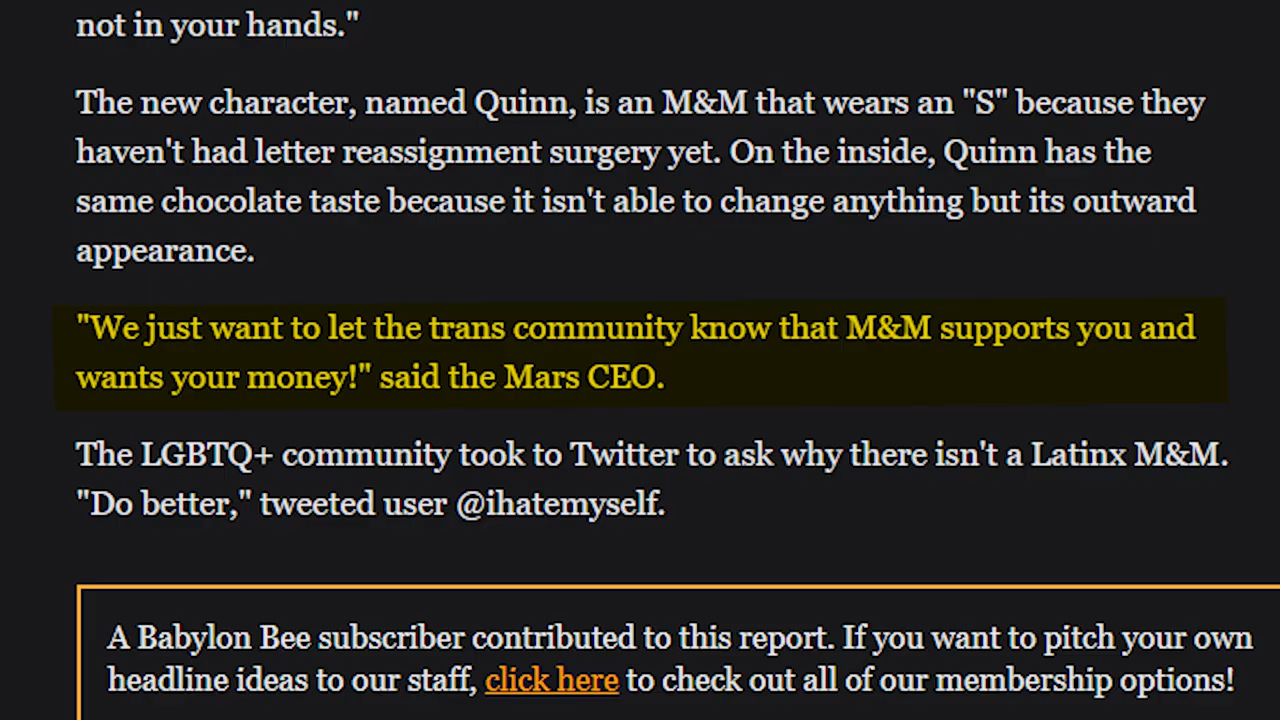 not in your hands."
The new character, named Quinn, is an M&M that wears an "S" because they
haven't had letter reassignment surgery yet. On the inside, Quinn has the
same chocolate taste because it isn't able to change anything but its outward
appearance.
"We just want to let the trans community know that M&M supports you and
wants your money!" said the Mars CEO.
The LGBTQ+ community took to Twitter to ask why there isn't a Latinx M&M.
"Do better," tweeted user @ihatemyself.
A Babylon Bee subscriber contributed to this report. If you want to pitch your own
headline ideas to our staff, click here to check out all of our membership options!